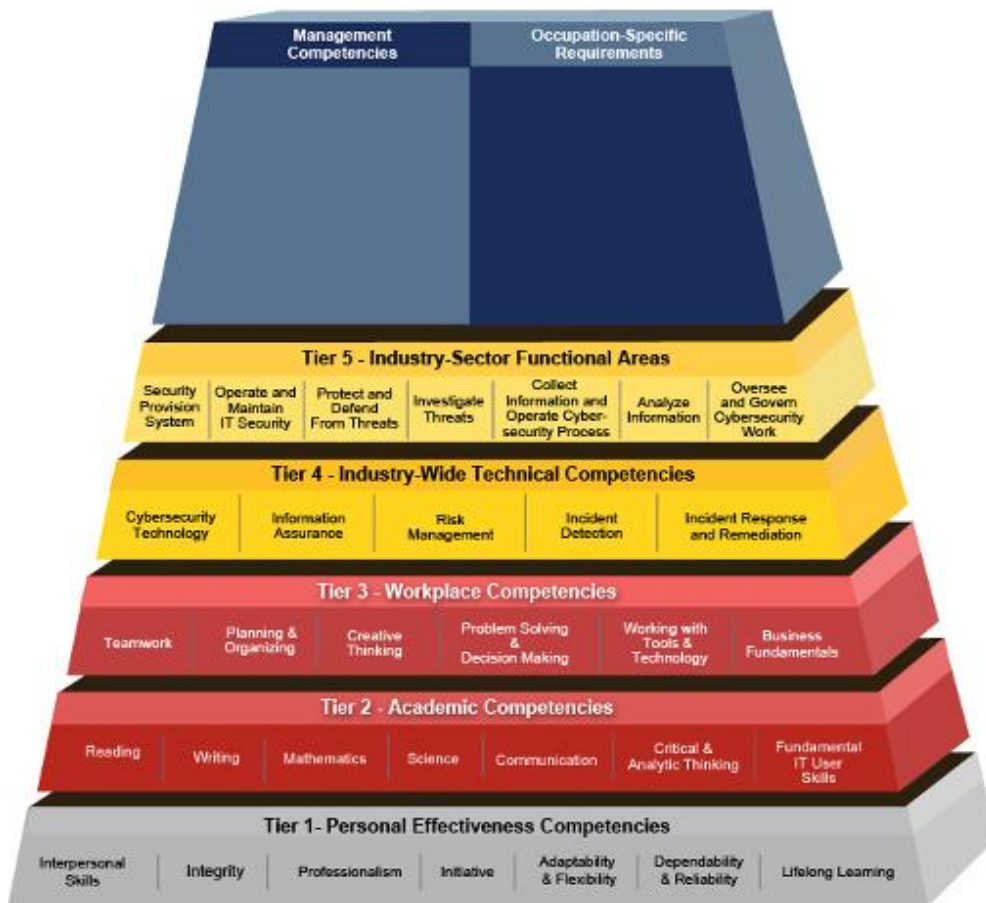 Management
Competencies
Occupation-Specific
Requirements
Tier 5 - Industry-Sector Functional Areas
Security
Provision
System
Operate and
Maintain
IT Security
Protect and
Defend
From Threats
Investigate
Threats
Collect
Information and
Operate Cyber-
security Process
Analyze
Information
Oversee
and Govern
Cybersecurity
Work
Tier 4 - Industry-Wide Technical Competencies
Cybersecurity
Technology
Information
Assurance
Risk
Management
Incident
Detection
Incident Response
and Remediation
Tier 3 - Workplace Competencies
Teamwork
Planning &
Organizing
Creative
Thinking
Problem Solving
&
Decision Making
Working with
Tools &
Technology
Business
Fundamentals
Tier 2 - Academic Competencies
Reading
Writing
Mathematics
Science
Communication
Critical &
Analytic Thinking
Fundamental
IT User
Skills
Tier 1- Personal Effectiveness Competencies
Interpersonal
Skills
Integrity
Professionalism
Initiative
Adaptability
& Flexibility
Dependability
& Reliability
Lifelong Learning